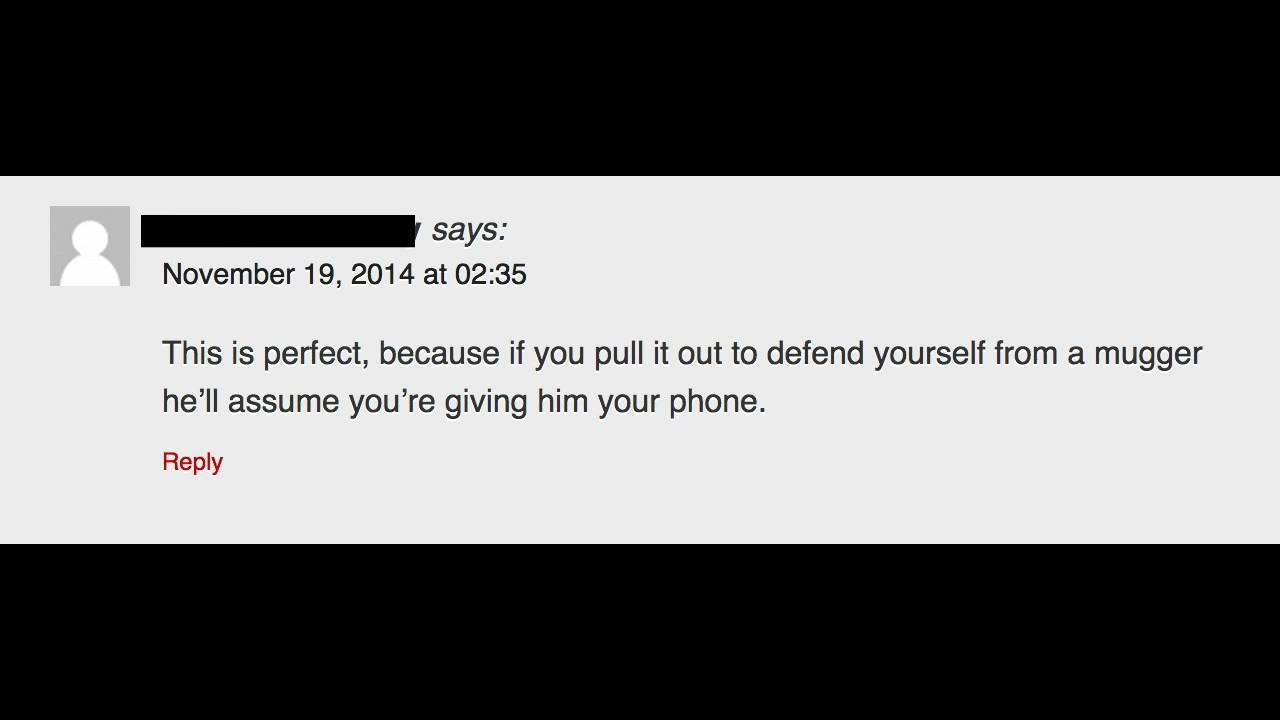 says:
November 19, 2014 at 02:35
This is perfect, because if you pull it out to defend yourself from a mugger
he’ll assume you’re giving him your phone.
Reply